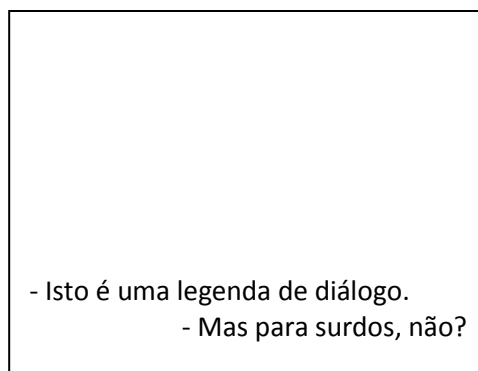 - Isto é uma legenda de diálogo.
- Mas para surdos, não?